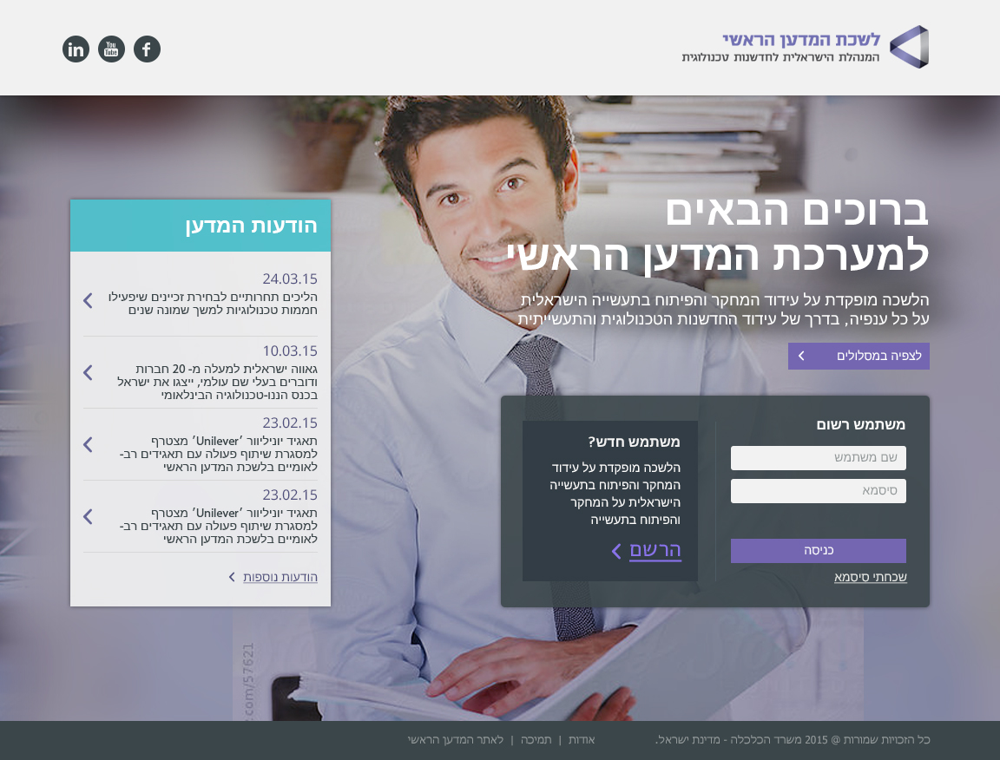 לשכת המדען הראשי
המנהלת הישראלית לחדשנות טכנולוגית
in
You
Tube
f
ברוכים הבאים
למערכת המדען הראשי
הלשכה מופקדת על עידוד המחקר והפיתוח בתעשייה הישראלית
על כל ענפיה, בדרך של עידוד החדשנות הטכנולוגית והתעשייתית
לצפיה במסלולים
משתמש רשום
שם משתמש
סיסמא
כניסה
שכחתי סיסמא
משתמש חדש?
הלשכה מופקדת על עידוד
המחקר והפיתוח בתעשייה
הישראלית על המחקר
והפיתוח בתעשייה
הרשם
הודעות המדען
24.03.15
הליכים תחרותיים לבחירת זכיינים שיפעילו
חממות טכנולוגיות למשך שמונה שנים
10.03.15
גאווה ישראלית למעלה מ- 20 חברות
ודוברים בעלי שם עולמי, ייצגו את ישראל
בכנס הננו-טכנולוגיה הבינלאומי
23.02.15
תאגיד יוניליוור ׳Unilever׳ מצטרף
למסגרת שיתוף פעולה עם תאגידים רב-
לאומיים בלשכת המדען הראשי
23.02.15
תאגיד יוניליוור ׳Unilever׳ מצטרף
למסגרת שיתוף פעולה עם תאגידים רב-
לאומיים בלשכת המדען הראשי
הודעות נוספות
.com/57621
כל הזכויות שמורות @ 2015 משרד הכלכלה - מדינת ישראל.
אודות | תמיכה | לאתר המדען הראשי